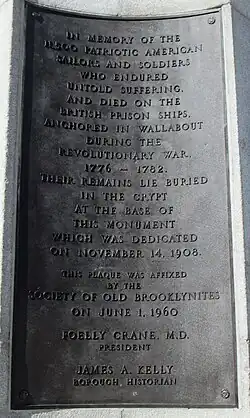 IN MEMORY OF THE
11,500 PATRIOTIC AMERICAN
SAILORS AND SOLDIERS
WHO ENDURED
UNTOLD SUFFERING,
AND DIED ON THE
BRITISH PRISON SHIPS,
ANCHORED IN WALLABOUT
DURING THE
REVOLUTIONARY WAR,
1776 – 1782.
THEIR REMAINS LIE BURIED
IN THE CRYPT
AT THE BASE OF
THIS MONUMENT
WHICH WAS DEDICATED
ON NOVEMBER 14, 1908.
THIS PLAQUE WAS AFFIXED
BY THE
SOCIETY OF OLD BROOKLYNITES
ON JUNE 1, 1960
FOELLY CRANE, M.D.
PRESIDENT
JAMES A. KELLY
BOROUGH, HISTORIAN